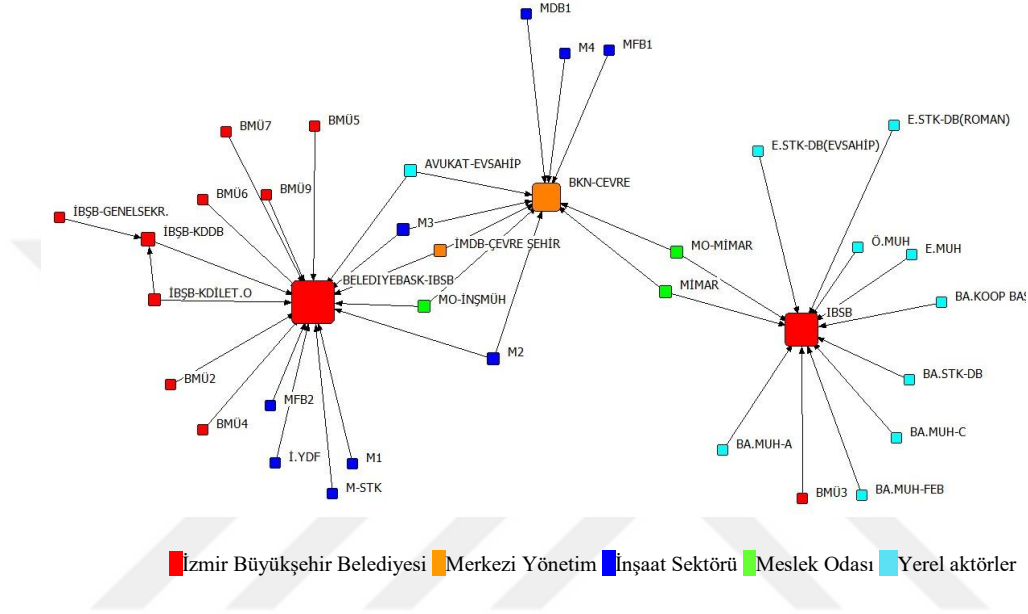 MDB1
M4
MFB1
E.STK-DB(ROMAN)
BMÜ7
BMÜ5
E.STK-DB(EVSAHİP)
AVUKAT-EVSAHİP
BKN-CEVRE
BMÜ6
BMÜ9
İBŞB-GENELSEKR.
M3
İBŞB-KDDB
İMDB-ÇEVRE ŞEHİR
MO-MİMAR
Ö.MUH
E.MUH
BELEDIYEBASK-IBSB
İBŞB-KDİLET.O
MO-İNŞMÜH
MİMAR
IBSB
BA.KOOP BAŞ
M2
BMÜ2
BA.STK-DB
MFB2
BMÜ4
BA.MUH-C
BA.MUH-A
İ.YDF
M1
M-STK
BMÜ3
BA.MUH-FEB
İzmir Büyükşehir Belediyesi Merkezi Yönetim İnşaat Sektörü Meslek Odası Yerel aktörler